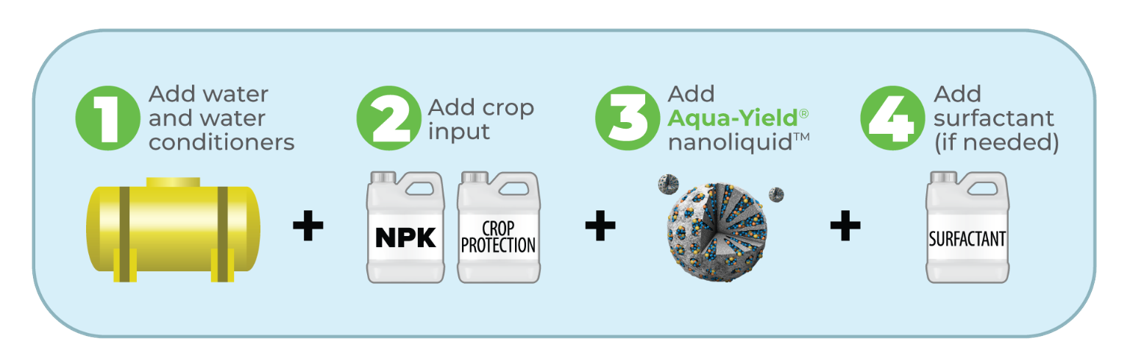 1
Add water
and water
conditioners
2
Add crop
input
3
Add
Aqua-Yield®
nanoliquid™
4
Add
surfactant
(if needed)
+
NPK
CROP
PROTECTION
+
+
SURFACTANT